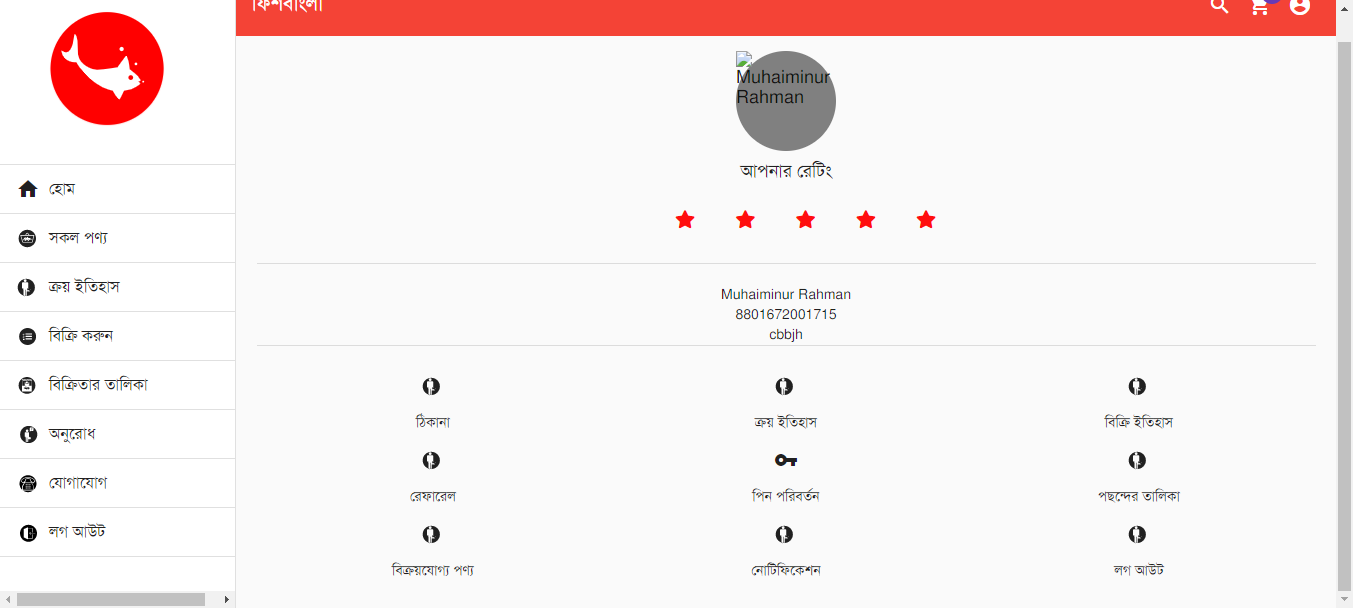 ফিশবাংলা
হোম
সকল পণ্য
ক্রয় ইতিহাস
বিক্রি করুন
বিক্রিতার তালিকা
অনুরোধ
যোগাযোগ
লগ আউট
Muhaiminur
Rahman
আপনার রেটিং
Muhaiminur Rahman
8801672001715
cbbjh
ঠিকানা
ক্রয় ইতিহাস
বিক্রি ইতিহাস
রেফারেল
পিন পরিবর্তন
পছন্দের তালিকা
বিক্রয়যোগ্য পণ্য
নোটিফিকেশন
লগ আউট